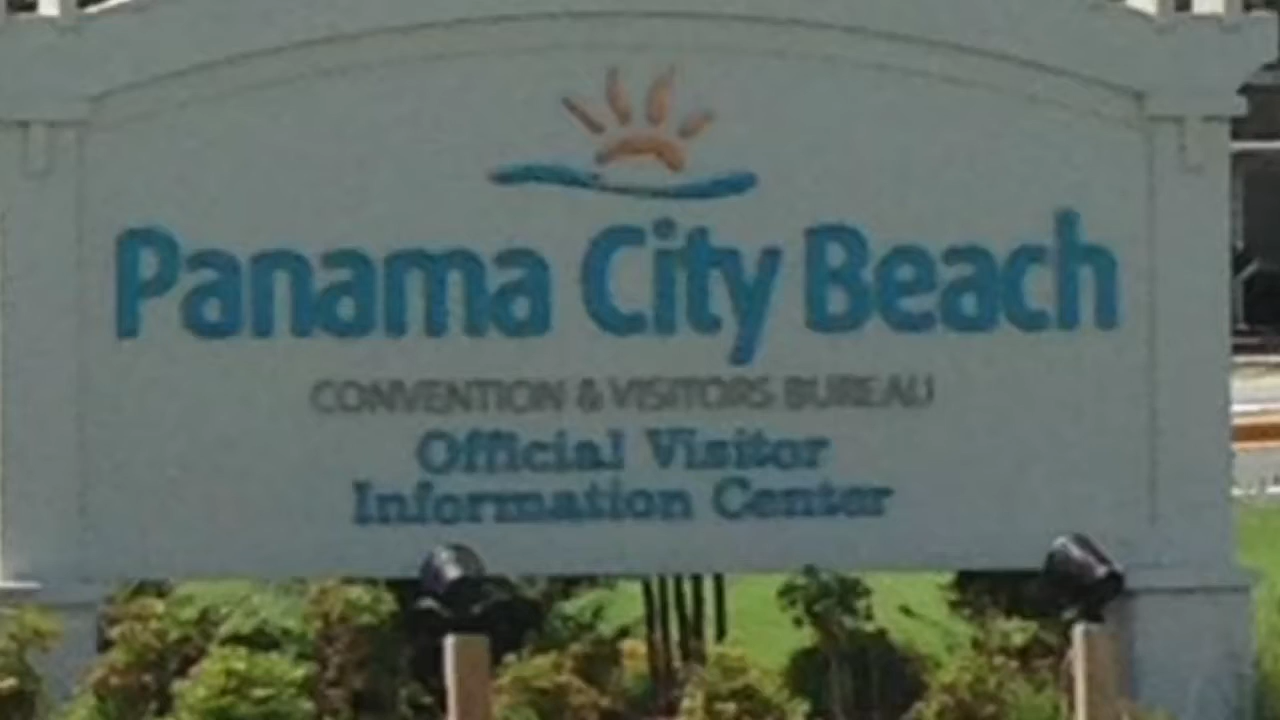 Panama City Beach
CONVENTION & VISITORS BUREAU
Official Visitor
Information Center